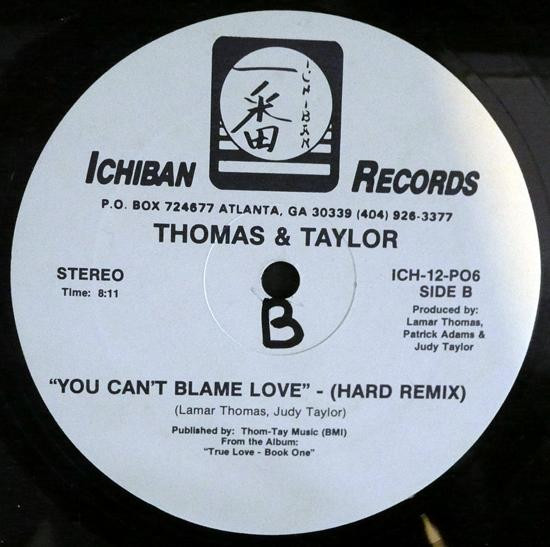 一番
ICHIBAN
ICHIBAN RECORDS
P.O. BOX 724677 ATLANTA, GA 30339 (404) 926-3377
THOMAS & TAYLOR
STEREO
Time: 8:11
ICH-12-PO6
SIDE B
Produced by:
Lamar Thomas,
Patrick Adams &
Judy Taylor
B
"YOU CAN'T BLAME LOVE" - (HARD REMIX)
(Lamar Thomas, Judy Taylor)
Published by: Thom-Tay Music (BMI)
From the Album:
"True Love - Book One"